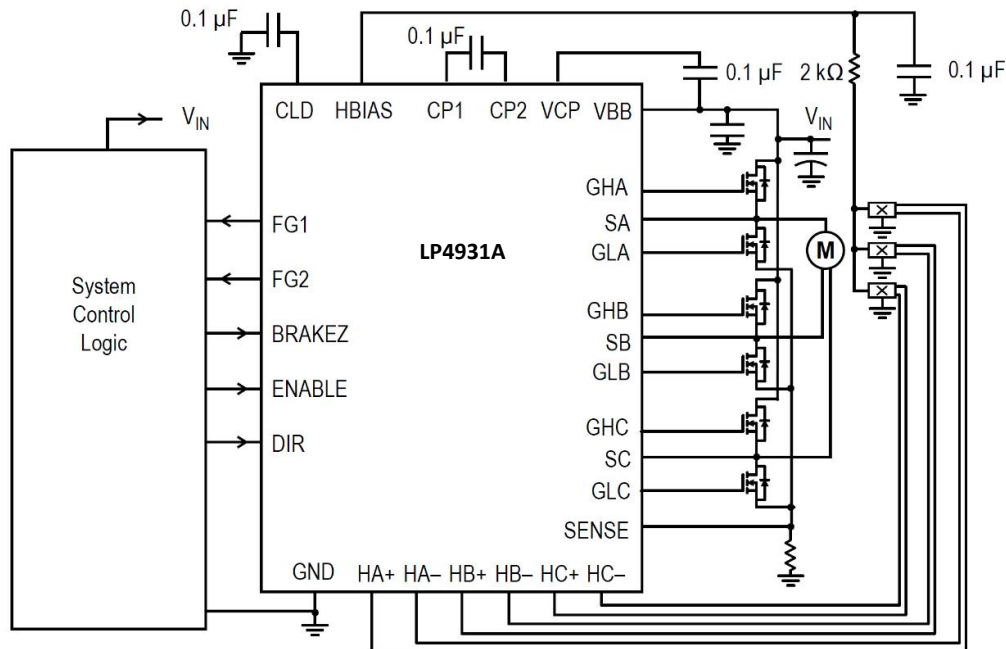 0.1 µF
0.1 µF
0.1 µF
2 kΩ
0.1 µF
CLD HBIAS CP1 CP2 VCP VBB
V_IN
V_IN
System
Control
Logic
FG1
FG2
BRAKEZ
ENABLE
DIR
LP4931A
GHA
SA
GLA
GHB
SB
GLB
GHC
SC
GLC
SENSE
M
GND HA+ HA– HB+ HB– HC+ HC–